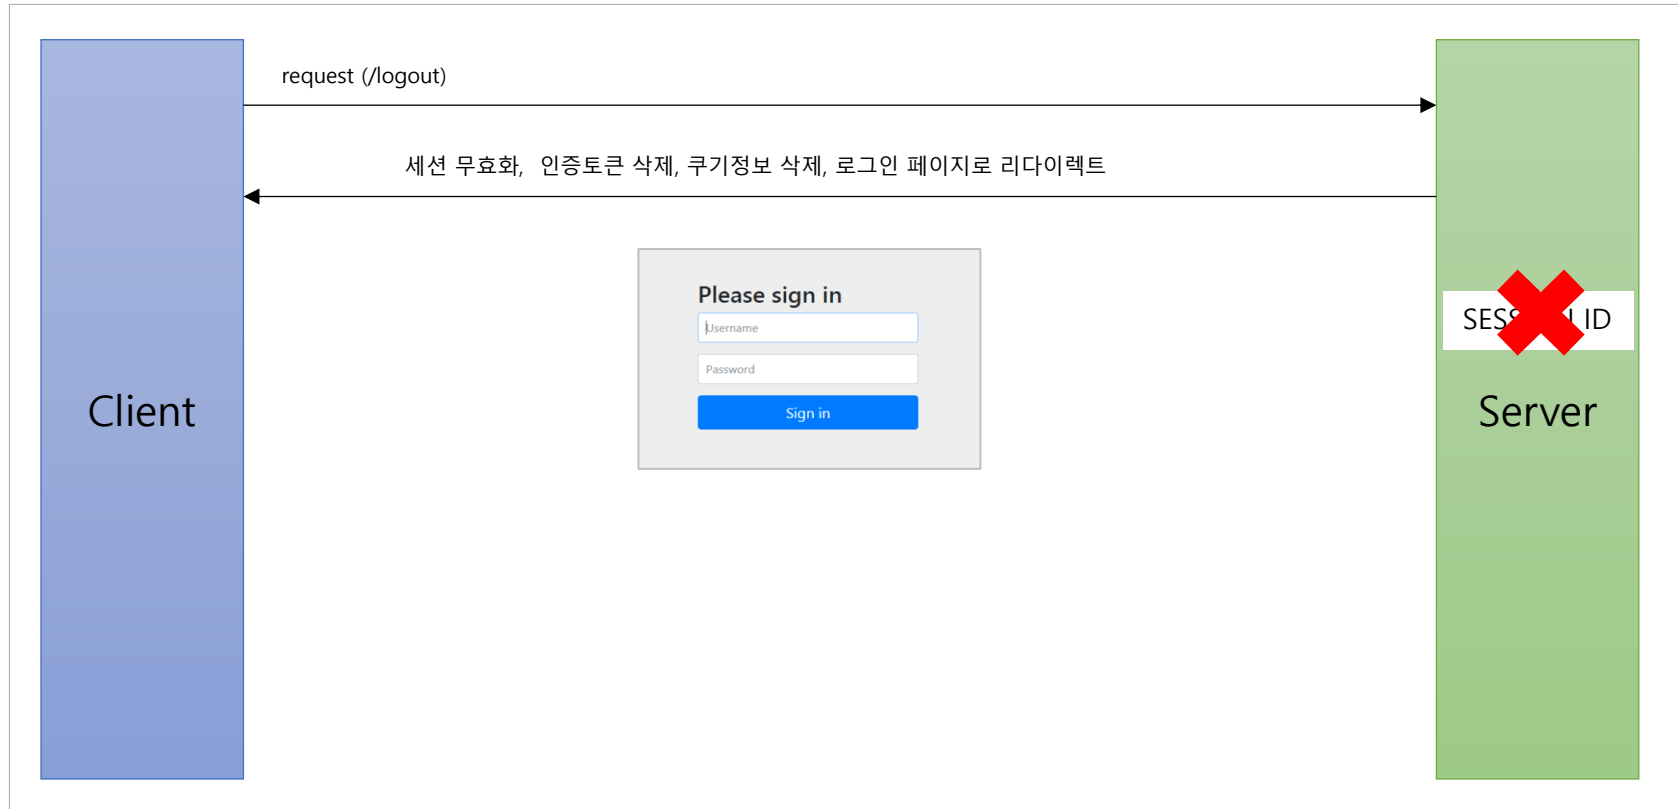 request (/logout)
세션 무효화, 인증토큰 삭제, 쿠기정보 삭제, 로그인 페이지로 리다이렉트
Please sign in
Username
Password
Sign in
ID
Client
Server